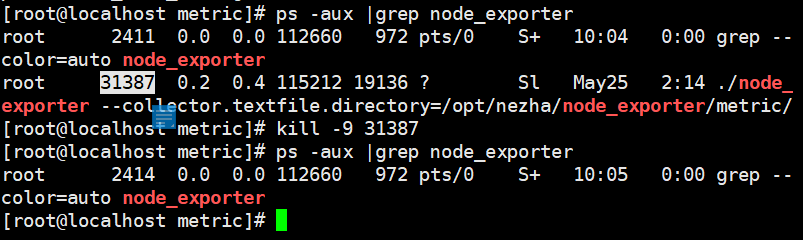 [root@localhost metric]# ps -aux |grep node_exporter
root      2411  0.0  0.0 112660   972 pts/0    S+   10:04   0:00 grep --
color=auto node_exporter
root     31387  0.2  0.4 115212 19136 ?        Sl   May25   2:14 ./node_
exporter --collector.textfile.directory=/opt/nezha/node_exporter/metric/
[root@localhost metric]# kill -9 31387
[root@localhost metric]# ps -aux |grep node_exporter
root      2414  0.0  0.0 112660   972 pts/0    S+   10:05   0:00 grep --
color=auto node_exporter
[root@localhost metric]#